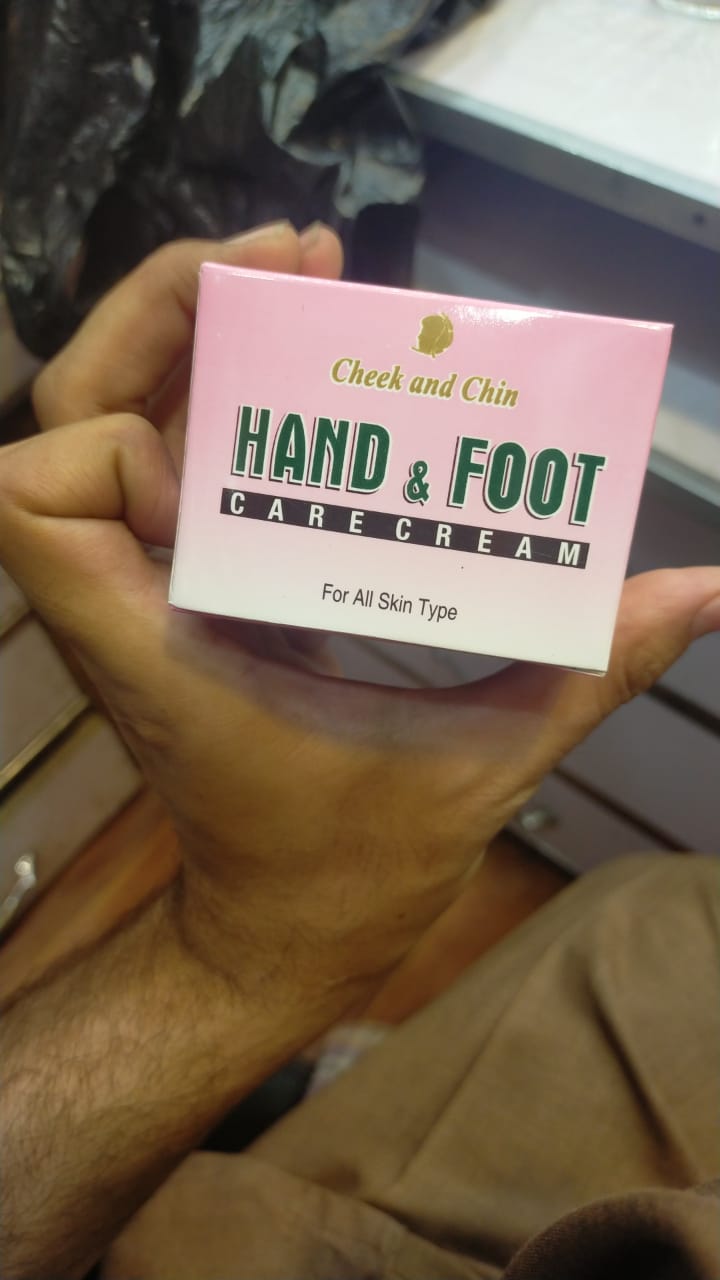 Cheek and Chin
HAND & FOOT
CARE CREAM
For All Skin Type